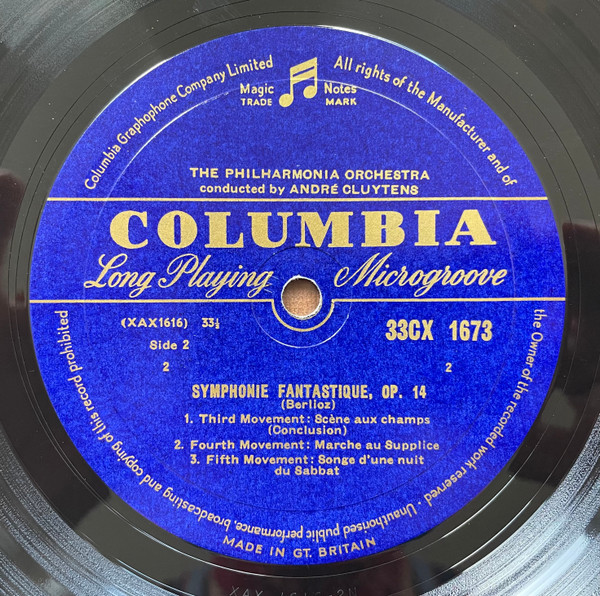 Columbia Graphophone Company Limited
All rights of the Manufacturer and of
the Owner of the recorded work reserved · Unauthorised public performance, broadcasting and copying of this record prohibited
Magic Notes
TRADE MARK
THE PHILHARMONIA ORCHESTRA
conducted by ANDRÉ CLUYTENS
COLUMBIA
Long Playing Microgroove
(XAX1616) 33⅓
33CX 1673
Side 2
2 2
SYMPHONIE FANTASTIQUE, OP. 14
(Berlioz)
1. Third Movement: Scène aux champs
(Conclusion)
2. Fourth Movement: Marche au Supplice
3. Fifth Movement: Songe d'une nuit
du Sabbat
MADE IN GT. BRITAIN